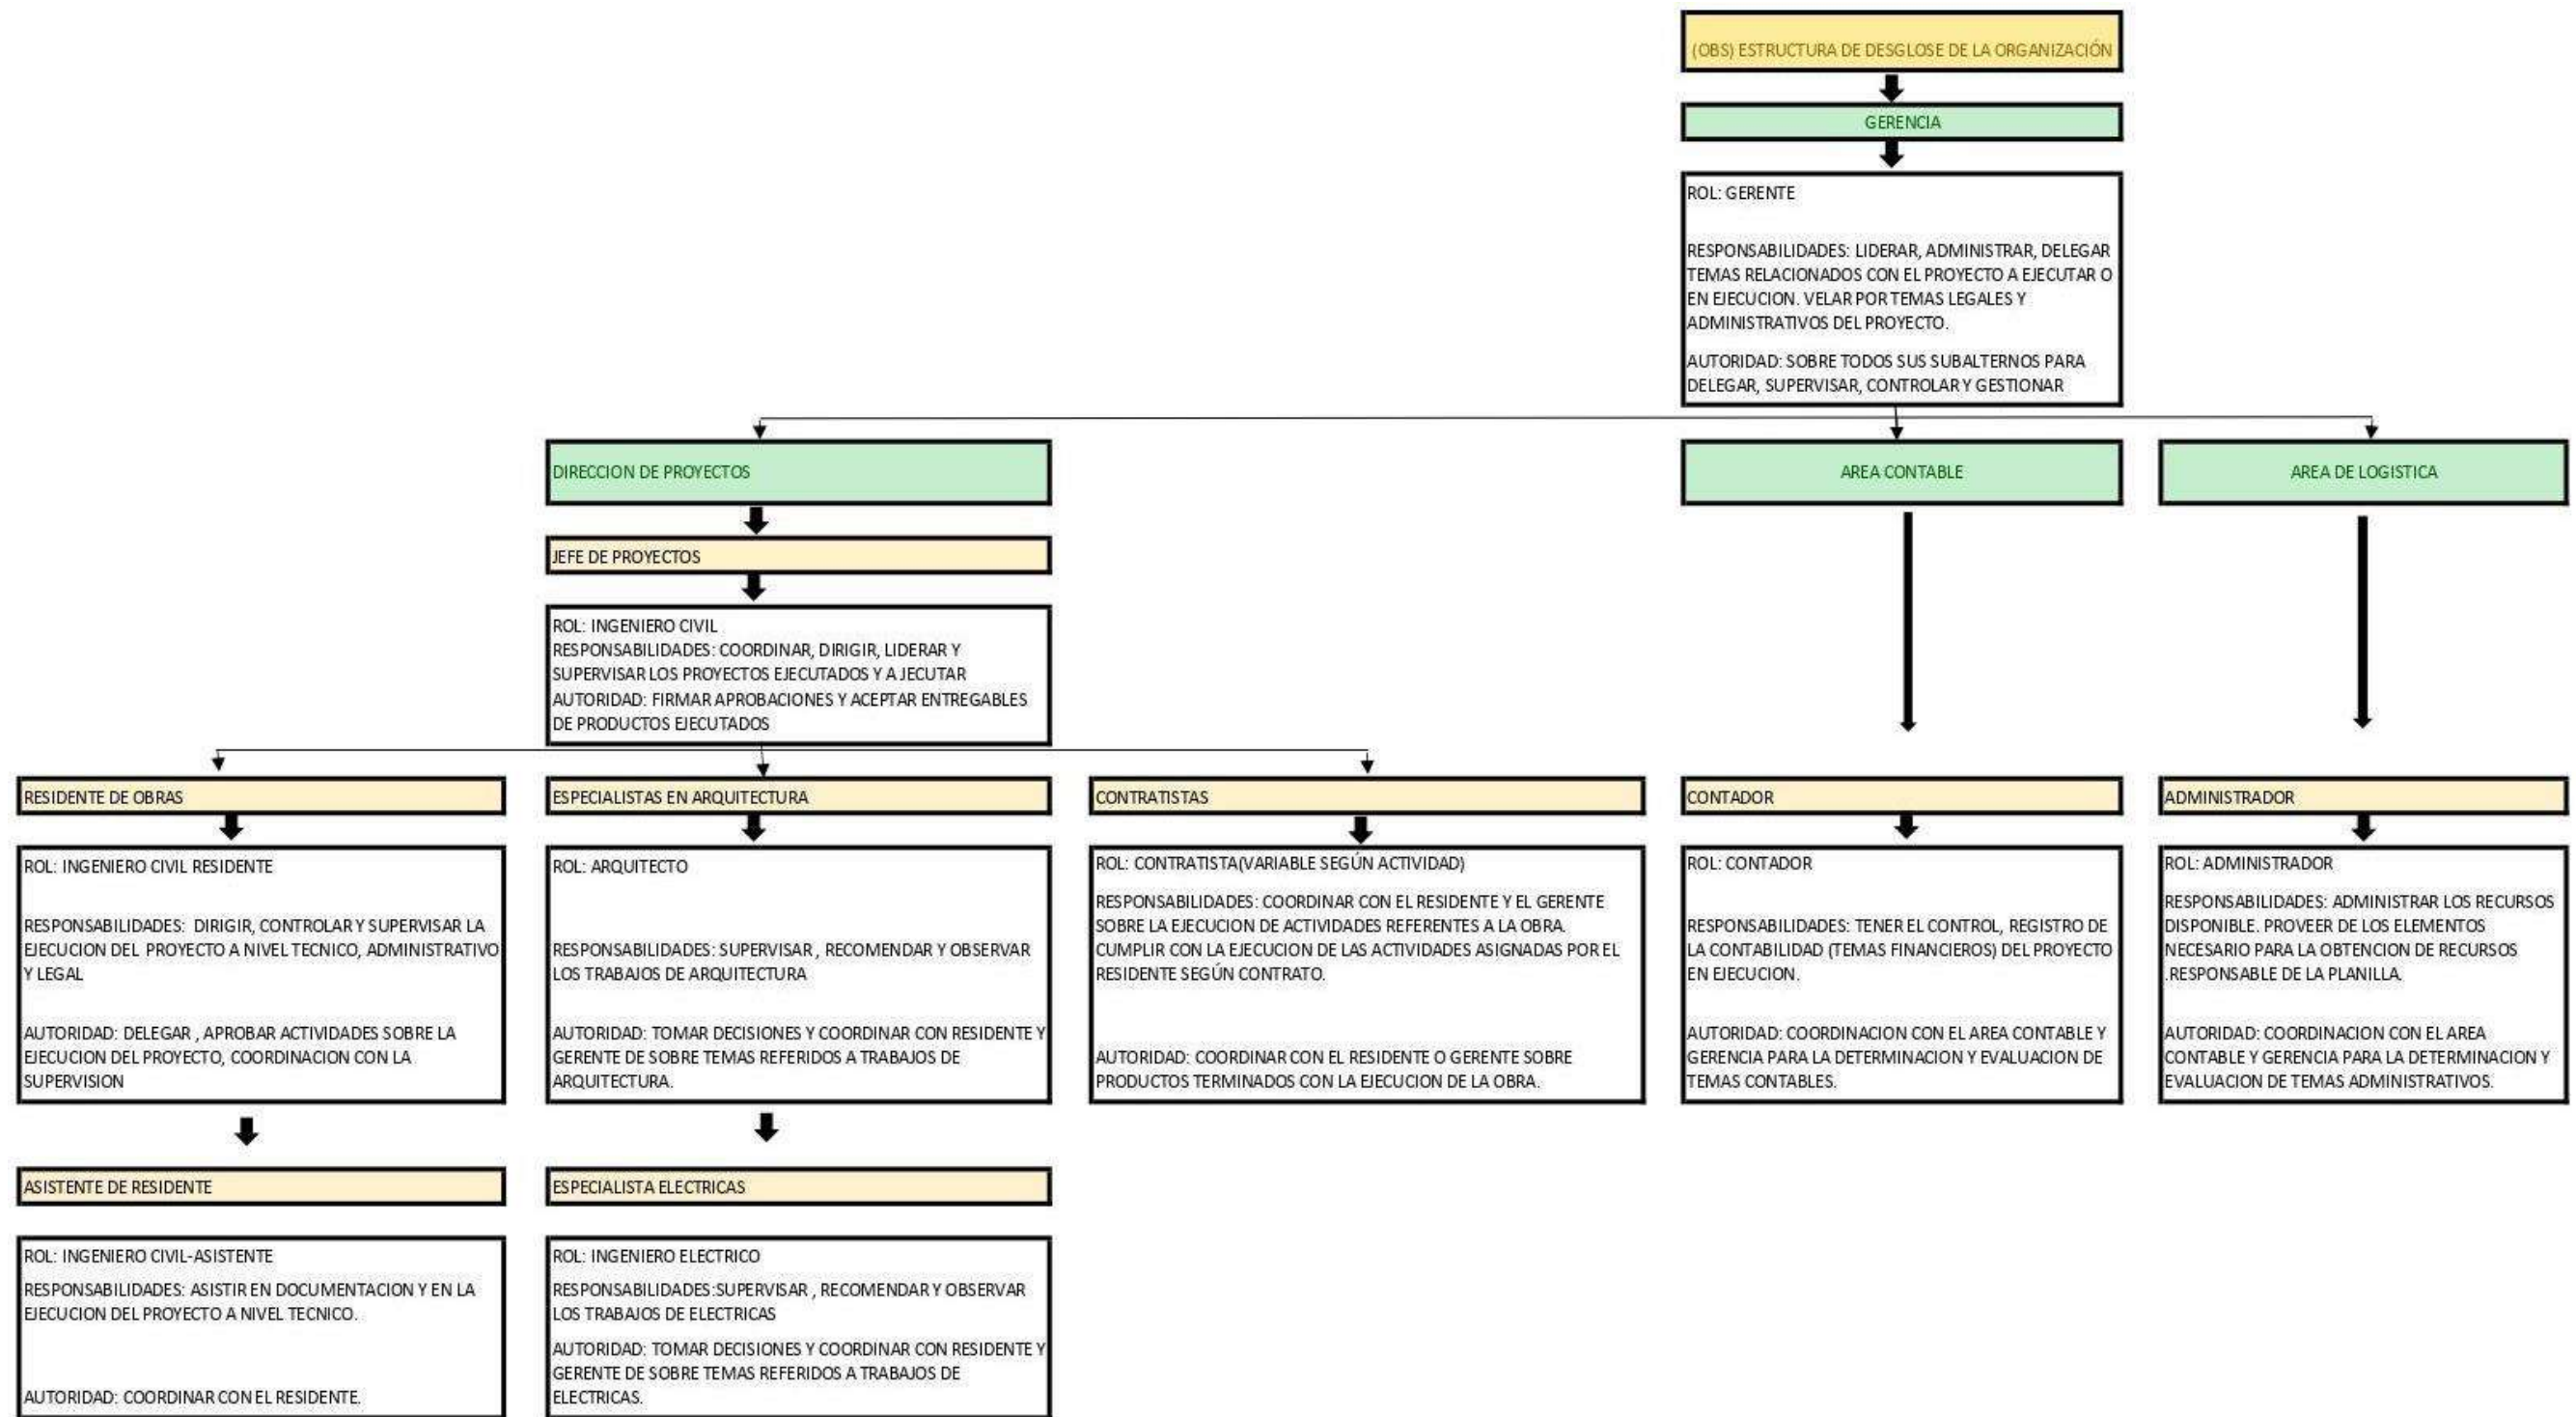 (OBS) ESTRUCTURA DE DESGLOSE DE LA ORGANIZACIÓN
GERENCIA
ROL: GERENTE
RESPONSABILIDADES: LIDERAR, ADMINISTRAR, DELEGAR
TEMAS RELACIONADOS CON EL PROYECTO A EJECUTAR O
EN EJECUCION. VELAR POR TEMAS LEGALES Y
ADMINISTRATIVOS DEL PROYECTO.
AUTORIDAD: SOBRE TODOS SUS SUBALTERNOS PARA
DELEGAR, SUPERVISAR, CONTROLAR Y GESTIONAR
DIRECCION DE PROYECTOS
AREA CONTABLE
AREA DE LOGISTICA
JEFE DE PROYECTOS
ROL: INGENIERO CIVIL
RESPONSABILIDADES: COORDINAR, DIRIGIR, LIDERAR Y
SUPERVISAR LOS PROYECTOS EJECUTADOS Y A JECUTAR
AUTORIDAD: FIRMAR APROBACIONES Y ACEPTAR ENTREGABLES
DE PRODUCTOS EJECUTADOS
RESIDENTE DE OBRAS
ROL: INGENIERO CIVIL RESIDENTE
RESPONSABILIDADES: DIRIGIR, CONTROLAR Y SUPERVISAR LA
EJECUCION DEL PROYECTO A NIVEL TECNICO, ADMINISTRATIVO
Y LEGAL
AUTORIDAD: DELEGAR , APROBAR ACTIVIDADES SOBRE LA
EJECUCION DEL PROYECTO, COORDINACION CON LA
SUPERVISION
ESPECIALISTAS EN ARQUITECTURA
ROL: ARQUITECTO
RESPONSABILIDADES: SUPERVISAR , RECOMENDAR Y OBSERVAR
LOS TRABAJOS DE ARQUITECTURA
AUTORIDAD: TOMAR DECISIONES Y COORDINAR CON RESIDENTE Y
GERENTE DE SOBRE TEMAS REFERIDOS A TRABAJOS DE
ARQUITECTURA.
CONTRATISTAS
ROL: CONTRATISTA(VARIABLE SEGÚN ACTIVIDAD)
RESPONSABILIDADES: COORDINAR CON EL RESIDENTE Y EL GERENTE
SOBRE LA EJECUCION DE ACTIVIDADES REFERENTES A LA OBRA.
CUMPLIR CON LA EJECUCION DE LAS ACTIVIDADES ASIGNADAS POR EL
RESIDENTE SEGÚN CONTRATO.
AUTORIDAD: COORDINAR CON EL RESIDENTE O GERENTE SOBRE
PRODUCTOS TERMINADOS CON LA EJECUCION DE LA OBRA.
CONTADOR
ROL: CONTADOR
RESPONSABILIDADES: TENER EL CONTROL, REGISTRO DE
LA CONTABILIDAD (TEMAS FINANCIEROS) DEL PROYECTO
EN EJECUCION.
AUTORIDAD: COORDINACION CON EL AREA CONTABLE Y
GERENCIA PARA LA DETERMINACION Y EVALUACION DE
TEMAS CONTABLES.
ADMINISTRADOR
ROL: ADMINISTRADOR
RESPONSABILIDADES: ADMINISTRAR LOS RECURSOS
DISPONIBLE. PROVEER DE LOS ELEMENTOS
NECESARIO PARA LA OBTENCION DE RECURSOS
.RESPONSABLE DE LA PLANILLA.
AUTORIDAD: COORDINACION CON EL AREA
CONTABLE Y GERENCIA PARA LA DETERMINACION Y
EVALUACION DE TEMAS ADMINISTRATIVOS.
ASISTENTE DE RESIDENTE
ROL: INGENIERO CIVIL-ASISTENTE
RESPONSABILIDADES: ASISTIR EN DOCUMENTACION Y EN LA
EJECUCION DEL PROYECTO A NIVEL TECNICO.
AUTORIDAD: COORDINAR CON EL RESIDENTE.
ESPECIALISTA ELECTRICAS
ROL: INGENIERO ELECTRICO
RESPONSABILIDADES:SUPERVISAR , RECOMENDAR Y OBSERVAR
LOS TRABAJOS DE ELECTRICAS
AUTORIDAD: TOMAR DECISIONES Y COORDINAR CON RESIDENTE Y
GERENTE DE SOBRE TEMAS REFERIDOS A TRABAJOS DE
ELECTRICAS.